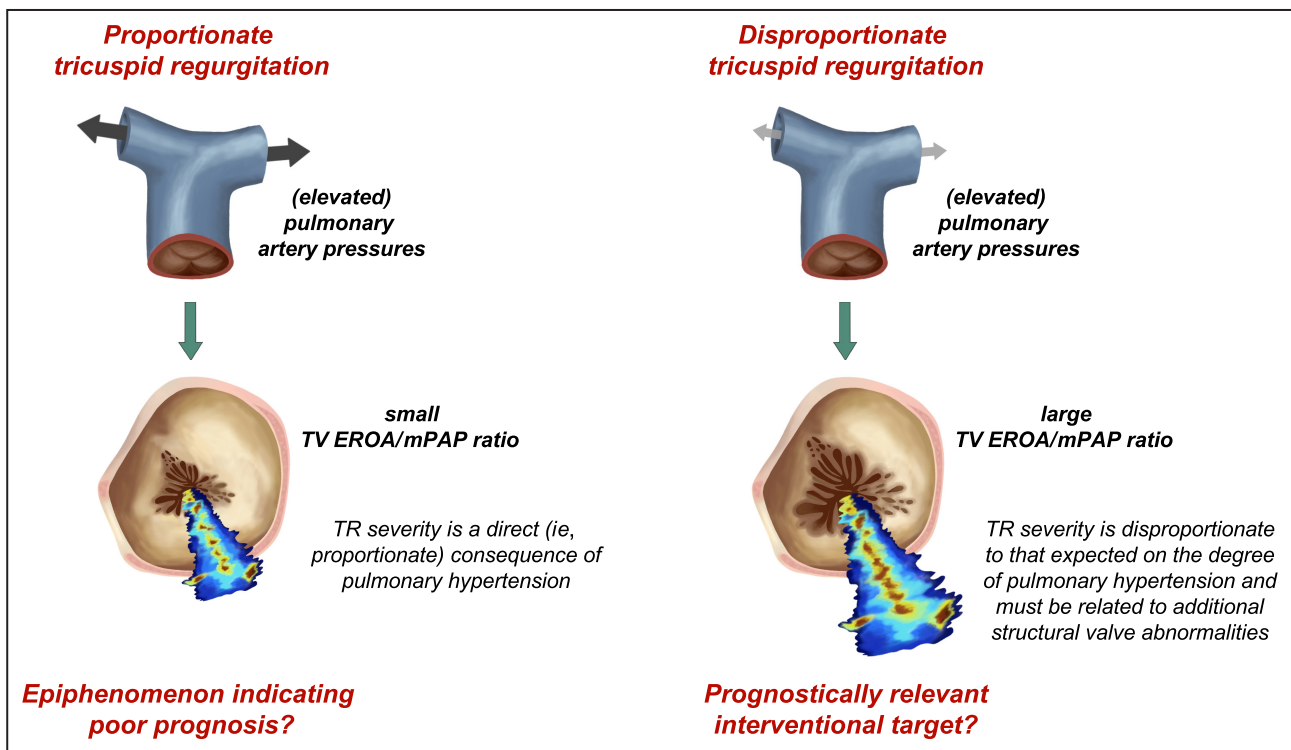 Proportionate
tricuspid regurgitation
(elevated)
pulmonary
artery pressures
small
TV EROA/mPAP ratio
TR severity is a direct (ie,
proportionate) consequence of
pulmonary hypertension
Epiphenomenon indicating
poor prognosis?
Disproportionate
tricuspid regurgitation
(elevated)
pulmonary
artery pressures
large
TV EROA/mPAP ratio
TR severity is disproportionate
to that expected on the degree
of pulmonary hypertension and
must be related to additional
structural valve abnormalities
Prognostically relevant
interventional target?